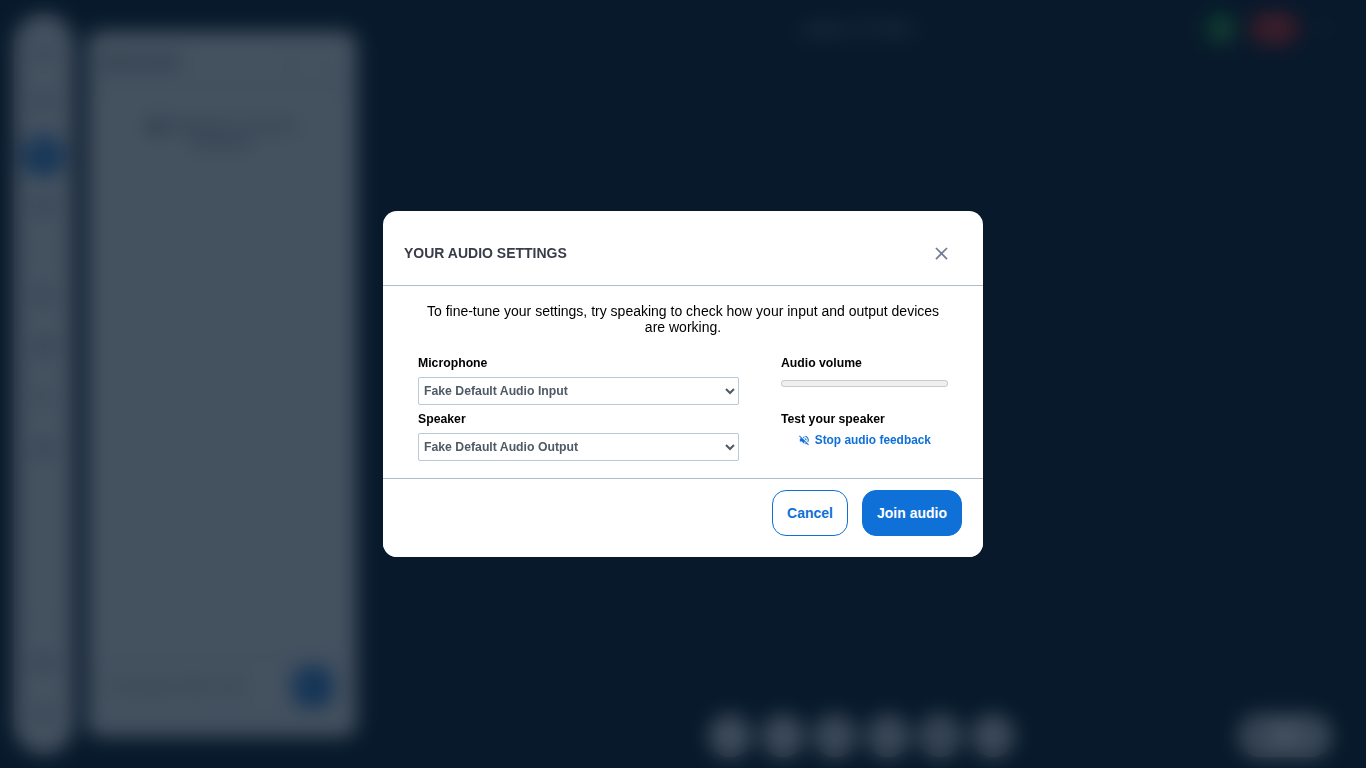 YOUR AUDIO SETTINGS
To fine-tune your settings, try speaking to check how your input and output devices
are working.
Microphone
Audio volume
Fake Default Audio Input
Speaker
Test your speaker
Fake Default Audio Output
Stop audio feedback
Cancel
Join audio